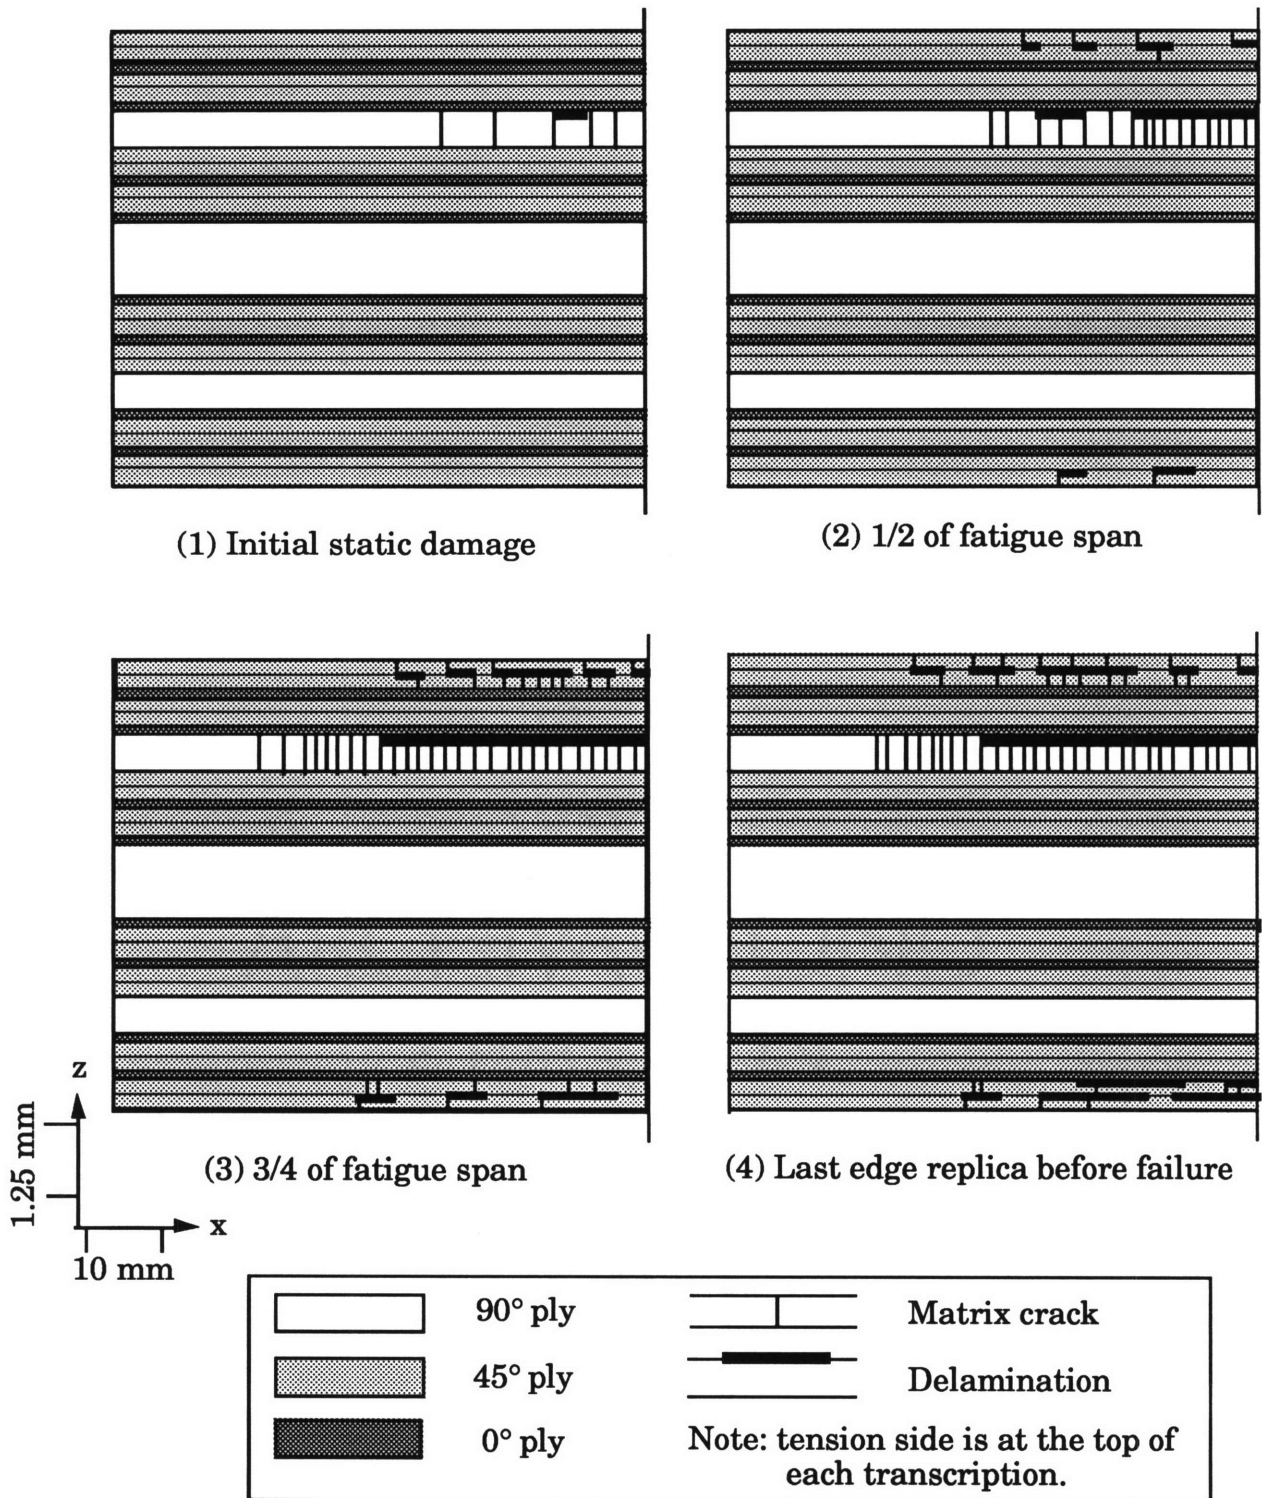 (1) Initial static damage
(2) 1/2 of fatigue span
(3) 3/4 of fatigue span
(4) Last edge replica before failure
z
1.25 mm
x
10 mm
90° ply
Matrix crack
45° ply
Delamination
0° ply
Note: tension side is at the top of
each transcription.